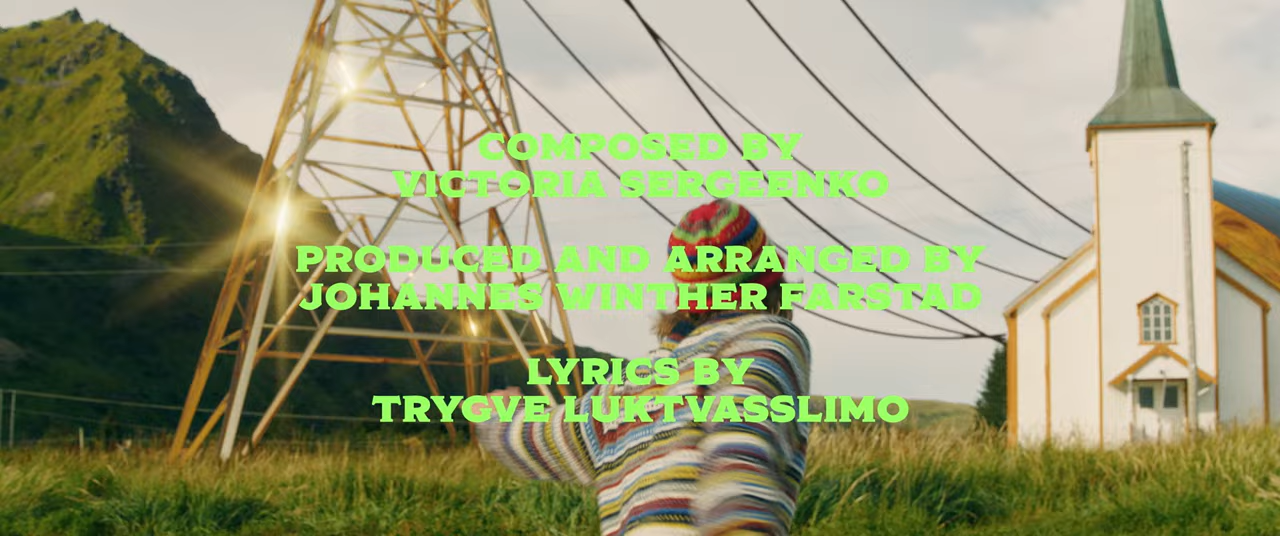 COMPOSED BY
VICTORIA SERGEENKO
PRODUCED AND ARRANGED BY
JOHANNES WINTHER FARSTAD
LYRICS BY
TRYGVE LUKTVASSLIMO